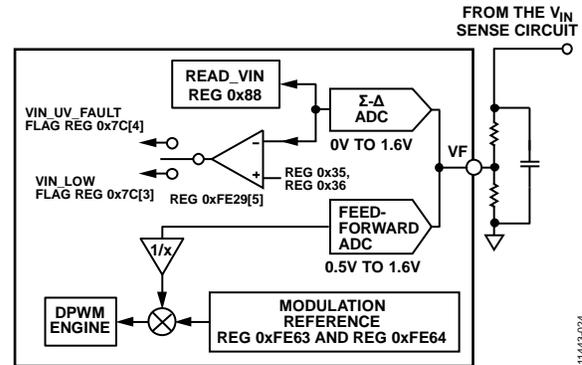 FROM THE VIN
SENSE CIRCUIT
READ_VIN
REG 0x88
Σ-Δ
ADC
0V TO 1.6V
VIN_UV_FAULT
FLAG REG 0x7C[4]
VIN_LOW
FLAG REG 0x7C[3]
–
+
REG 0x35,
REG 0x36
REG 0xFE29[5]
VF
FEED-
FORWARD
ADC
0.5V TO 1.6V
1/x
DPWM
ENGINE
MODULATION
REFERENCE
REG 0xFE63 AND REG 0xFE64
11443-024